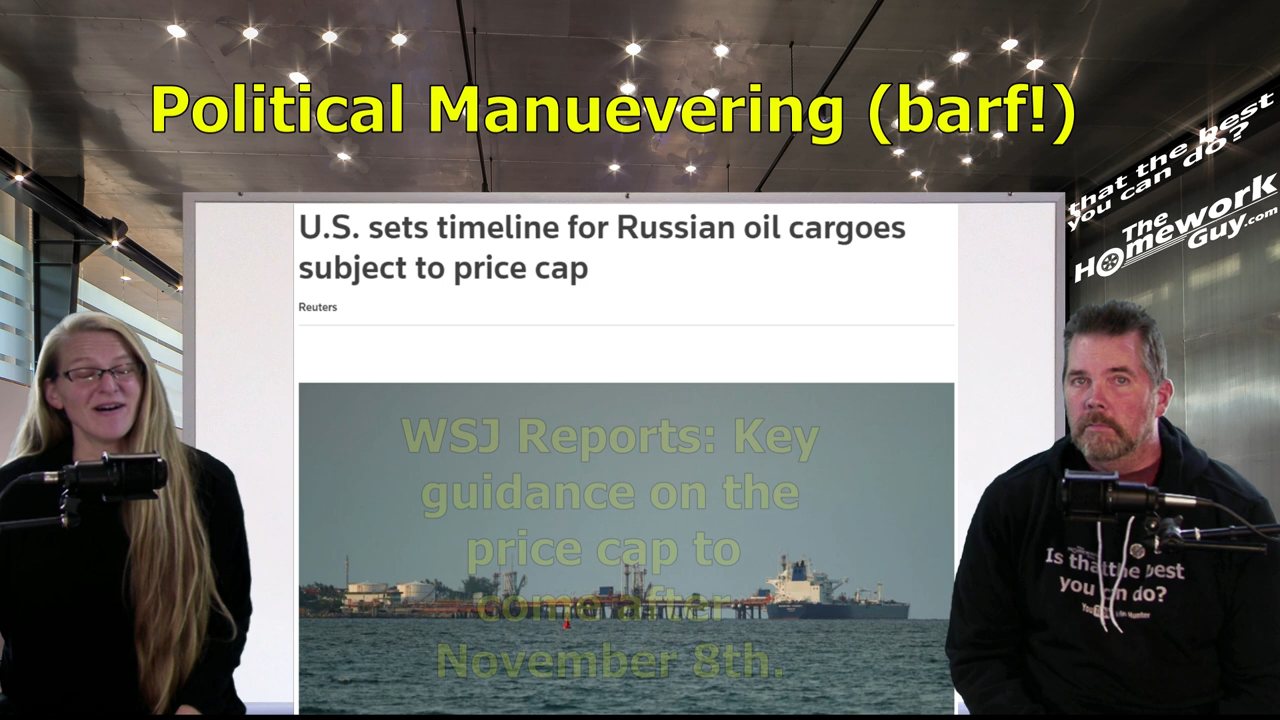 Political Manuevering (barf!)
that the best
you can do?
The
Homework
Guy.com
U.S. sets timeline for Russian oil cargoes
subject to price cap
Reuters
WSJ Reports: Key
guidance on the
price cap to
come after
November 8th.
Is that the best
you can do?